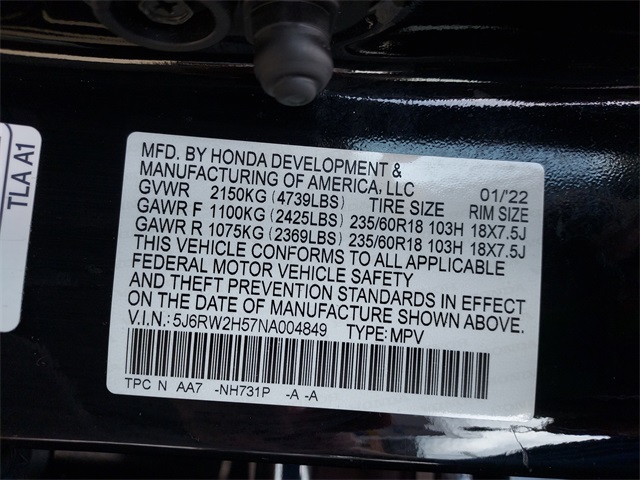 TLA A1
MFD. BY HONDA DEVELOPMENT &
MANUFACTURING OF AMERICA, LLC 01/'22
GVWR 2150KG (4739LBS) TIRE SIZE RIM SIZE
GAWR F 1100KG (2425LBS) 235/60R18 103H 18X7.5J
GAWR R 1075KG (2369LBS) 235/60R18 103H 18X7.5J
THIS VEHICLE CONFORMS TO ALL APPLICABLE
FEDERAL MOTOR VEHICLE SAFETY
AND THEFT PREVENTION STANDARDS IN EFFECT
ON THE DATE OF MANUFACTURE SHOWN ABOVE.
V.I.N.: 5J6RW2H57NA004849 TYPE: MPV
TPC N AA7 -NH731P -A -A